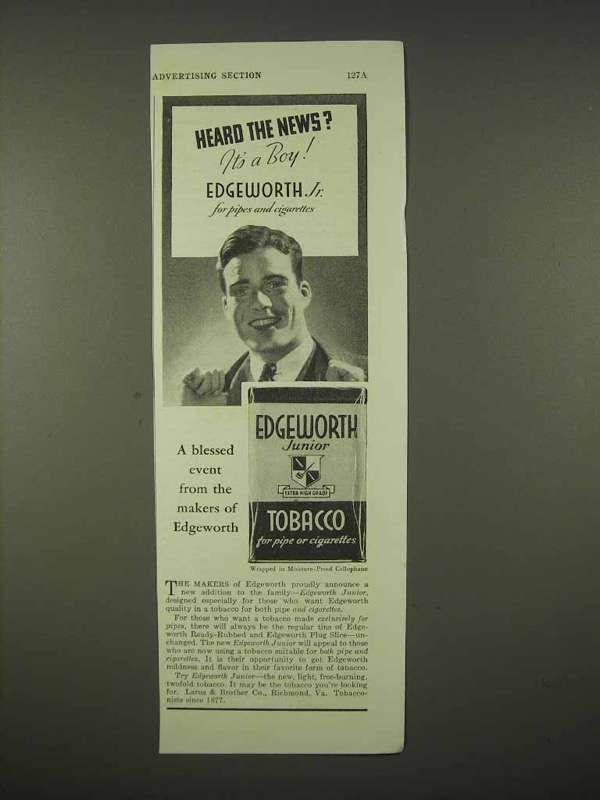 ADVERTISING SECTION 127A
HEARD THE NEWS?
It's a Boy!
EDGEWORTH Jr.
for pipes and cigarettes
EDGEWORTH
Junior
EXTRA HIGH GRADE
TOBACCO
for pipe or cigarettes
A blessed
event
from the
makers of
Edgeworth
Wrapped in Moisture-Proof Cellophane
THE MAKERS of Edgeworth proudly announce a
new addition to the family—Edgeworth Junior,
designed especially for those who want Edgeworth
quality in a tobacco for both pipe and cigarettes.
For those who want a tobacco made exclusively for
pipes, there will always be the regular tins of Edge-
worth Ready-Rubbed and Edgeworth Plug Slice—un-
changed. The new Edgeworth Junior will appeal to those
who are now using a tobacco suitable for both pipe and
cigarettes. It is their opportunity to get Edgeworth
mildness and flavor in their favorite form of tobacco.
Try Edgeworth Junior—the new, light, free-burning,
twofold tobacco. It may be the tobacco you're looking
for. Larus & Brother Co., Richmond, Va. Tobacco-
nists since 1877.